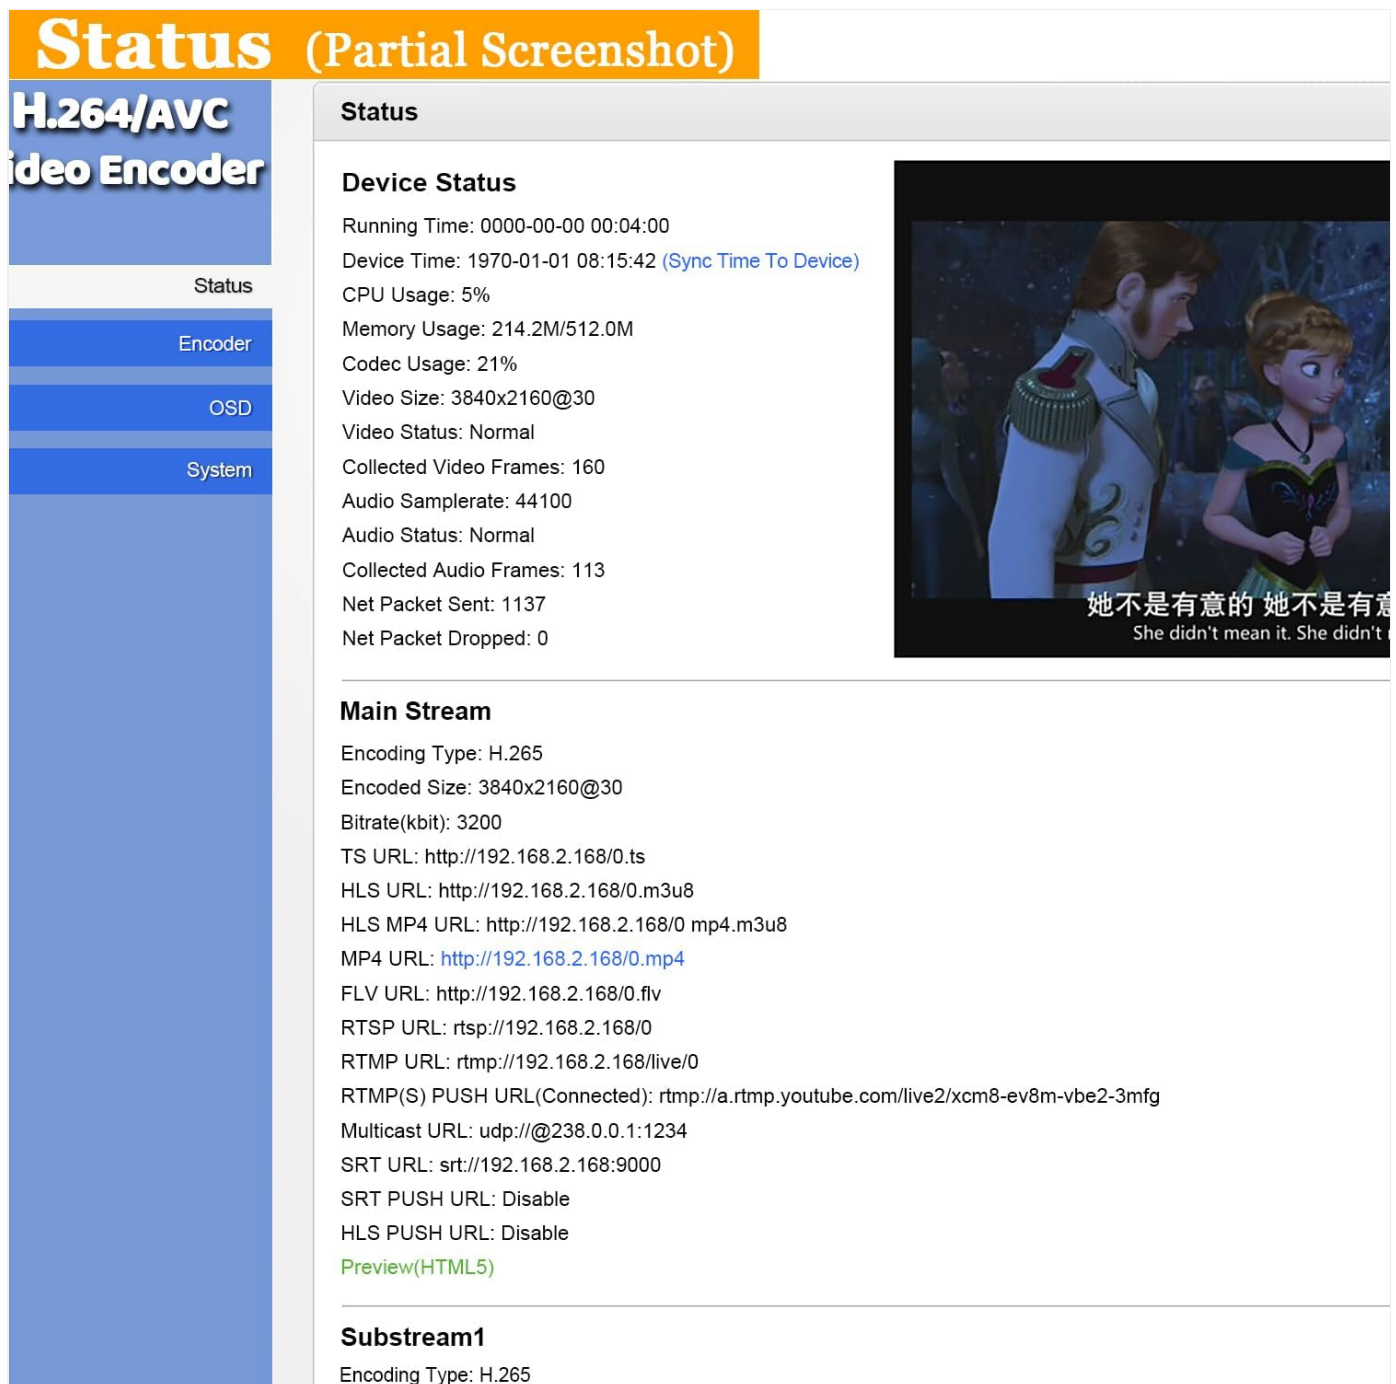 Status (Partial Screenshot)
H.264/AVC
ideo Encoder
Status
Encoder
OSD
System
Status
Device Status
Running Time: 0000-00-00 00:04:00
Device Time: 1970-01-01 08:15:42 (Sync Time To Device)
CPU Usage: 5%
Memory Usage: 214.2M/512.0M
Codec Usage: 21%
Video Size: 3840x2160@30
Video Status: Normal
Collected Video Frames: 160
Audio Samplerate: 44100
Audio Status: Normal
Collected Audio Frames: 113
Net Packet Sent: 1137
Net Packet Dropped: 0
她不是有意的 她不是有意
She didn't mean it. She didn't
Main Stream
Encoding Type: H.265
Encoded Size: 3840x2160@30
Bitrate(kbit): 3200
TS URL: http://192.168.2.168/0.ts
HLS URL: http://192.168.2.168/0.m3u8
HLS MP4 URL: http://192.168.2.168/0 mp4.m3u8
MP4 URL: http://192.168.2.168/0.mp4
FLV URL: http://192.168.2.168/0.flv
RTSP URL: rtsp://192.168.2.168/0
RTMP URL: rtmp://192.168.2.168/live/0
RTMP(S) PUSH URL(Connected): rtmp://a.rtmp.youtube.com/live2/xcm8-ev8m-vbe2-3mfg
Multicast URL: udp://@238.0.0.1:1234
SRT URL: srt://192.168.2.168:9000
SRT PUSH URL: Disable
HLS PUSH URL: Disable
Preview(HTML5)
Substream1
Encoding Type: H.265